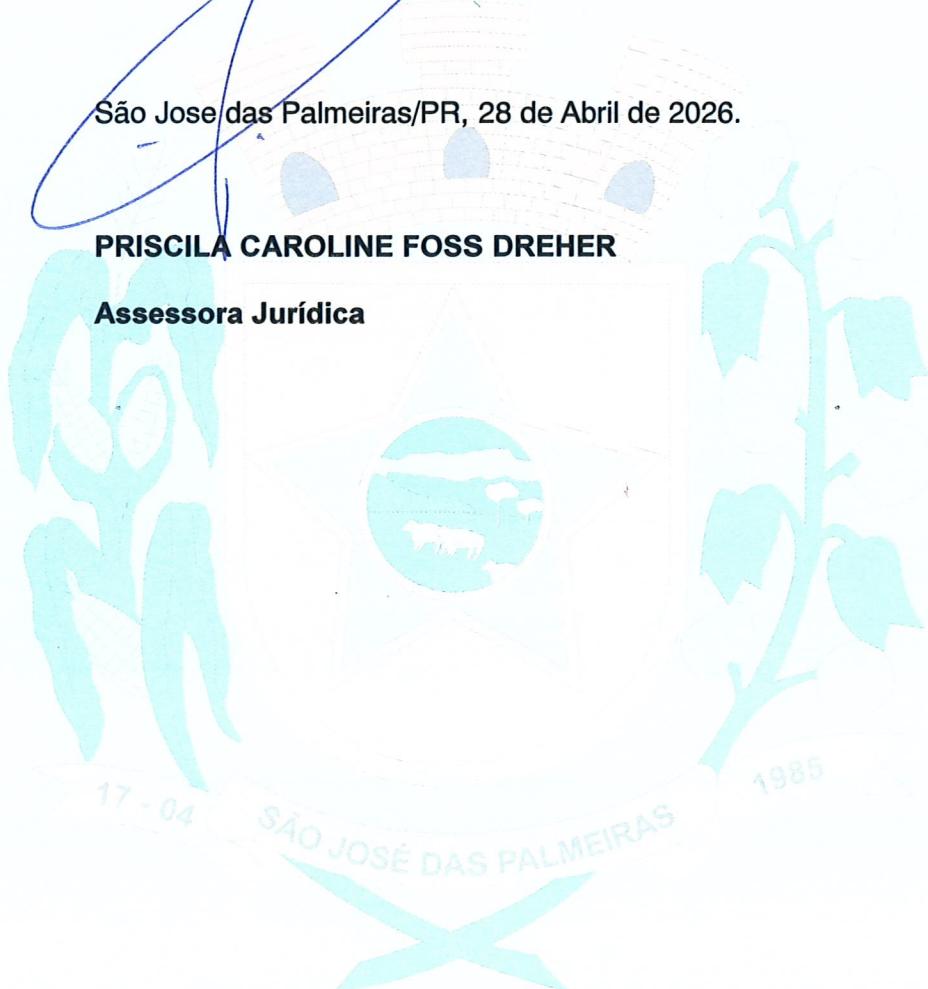 São Jose das Palmeiras/PR, 28 de Abril de 2026.
PRISCILA CAROLINE FOSS DREHER
Assessora Jurídica
17 - 04
SÃO JOSÉ DAS PALMEIRAS
1985